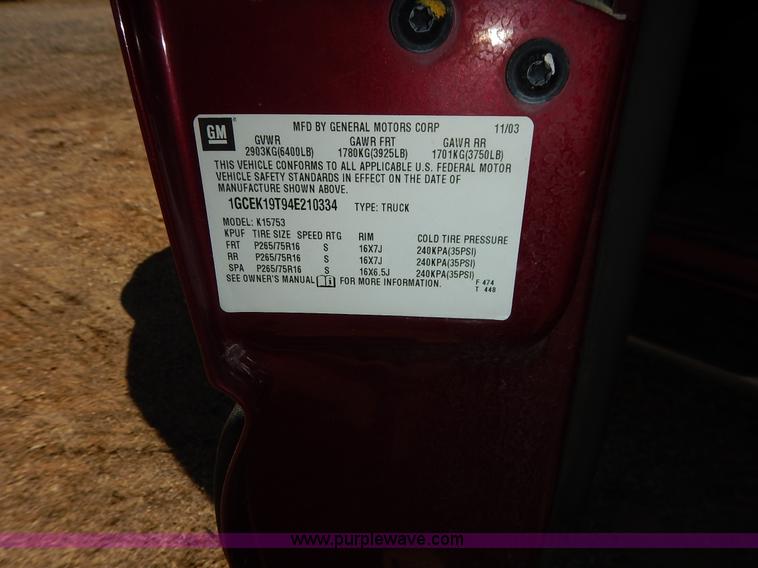 GM
MFD BY GENERAL MOTORS CORP 11/03
GVWR GAWR FRT GAWR RR
2903KG(6400LB) 1780KG(3925LB) 1701KG(3750LB)
THIS VEHICLE CONFORMS TO ALL APPLICABLE U.S. FEDERAL MOTOR
VEHICLE SAFETY STANDARDS IN EFFECT ON THE DATE OF
MANUFACTURE SHOWN ABOVE.
1GCEK19T94E210334 TYPE: TRUCK
MODEL: K15753
KPUF TIRE SIZE SPEED RTG RIM COLD TIRE PRESSURE
FRT P265/75R16 S 16X7J 240KPA(35PSI)
RR P265/75R16 S 16X7J 240KPA(35PSI)
SPA P265/75R16 S 16X6.5J 240KPA(35PSI)
SEE OWNER'S MANUAL FOR MORE INFORMATION.
F 474
T 448
www.purplewave.com